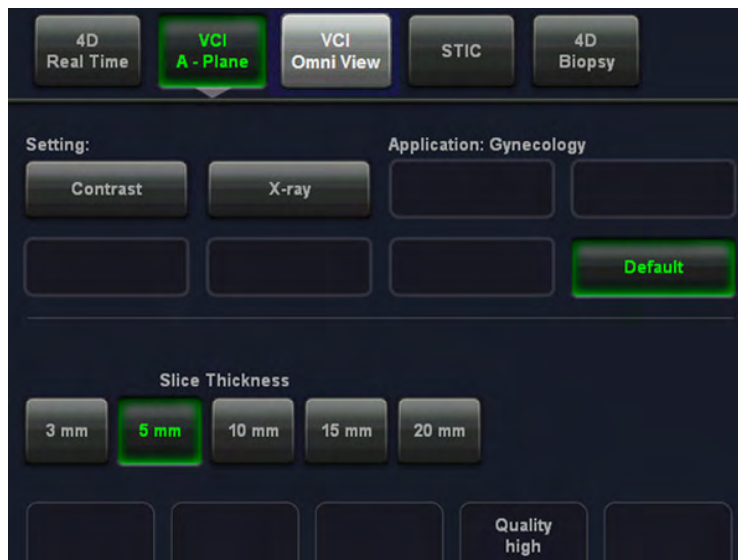 4D
Real Time
VCI
A - Plane
VCI
Omni View
STIC
4D
Biopsy
Setting:
Application: Gynecology
Contrast
X-ray
Default
Slice Thickness
3 mm
5 mm
10 mm
15 mm
20 mm
Quality
high